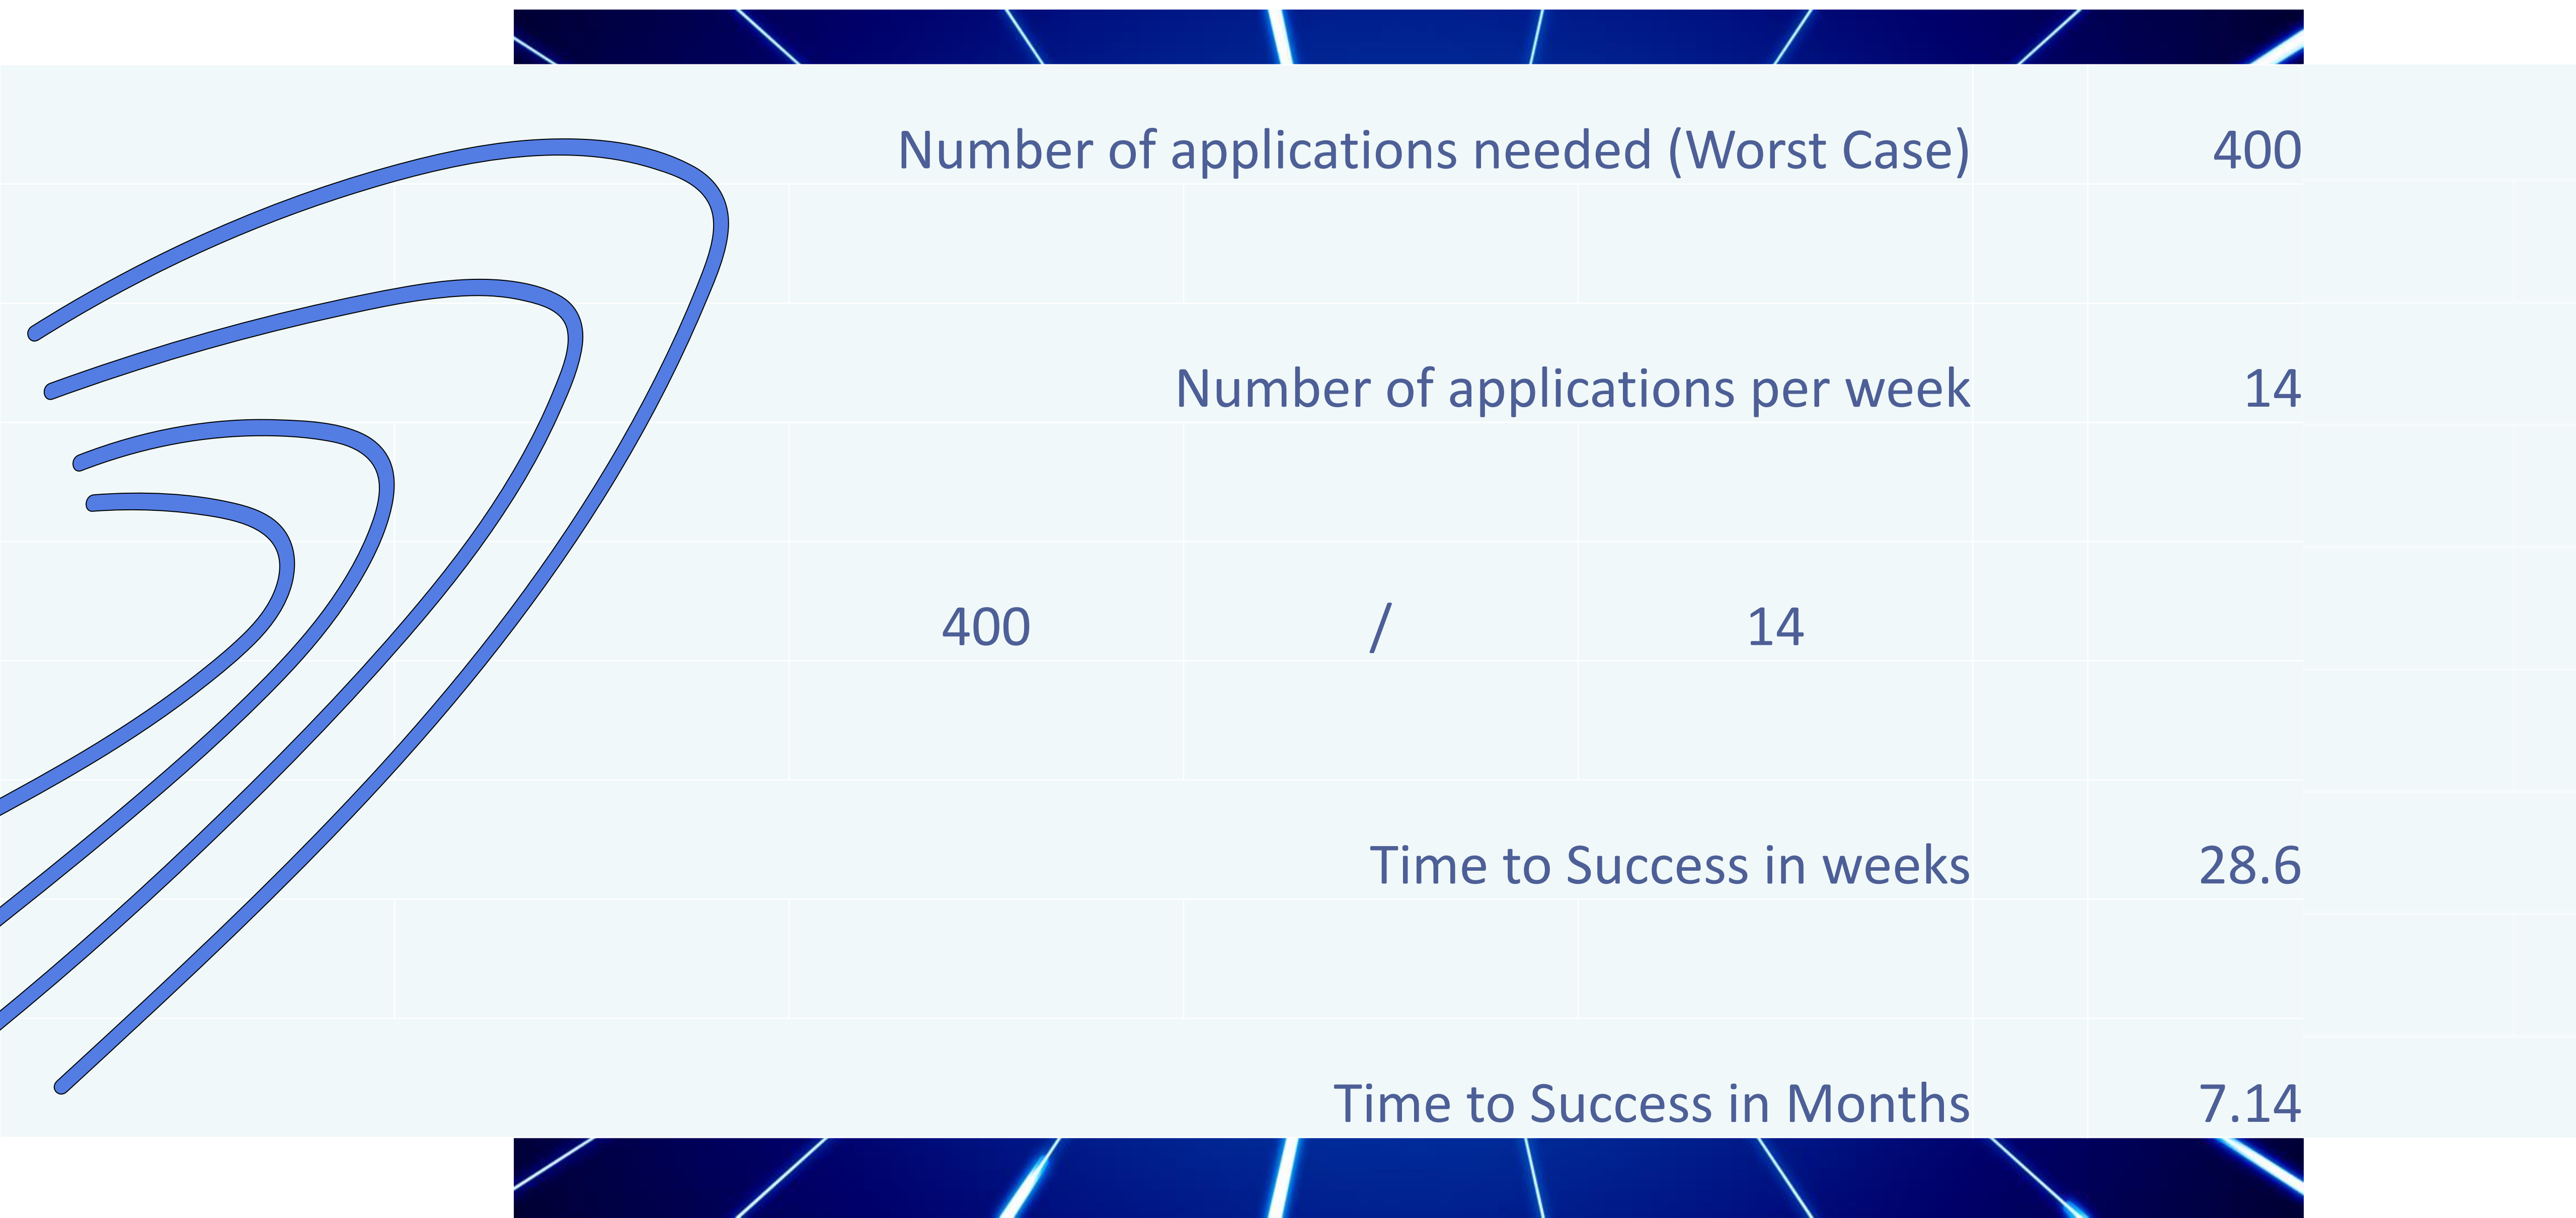 Number of applications needed (Worst Case) 400
Number of applications per week 14
400 / 14
Time to Success in weeks 28.6
Time to Success in Months 7.14